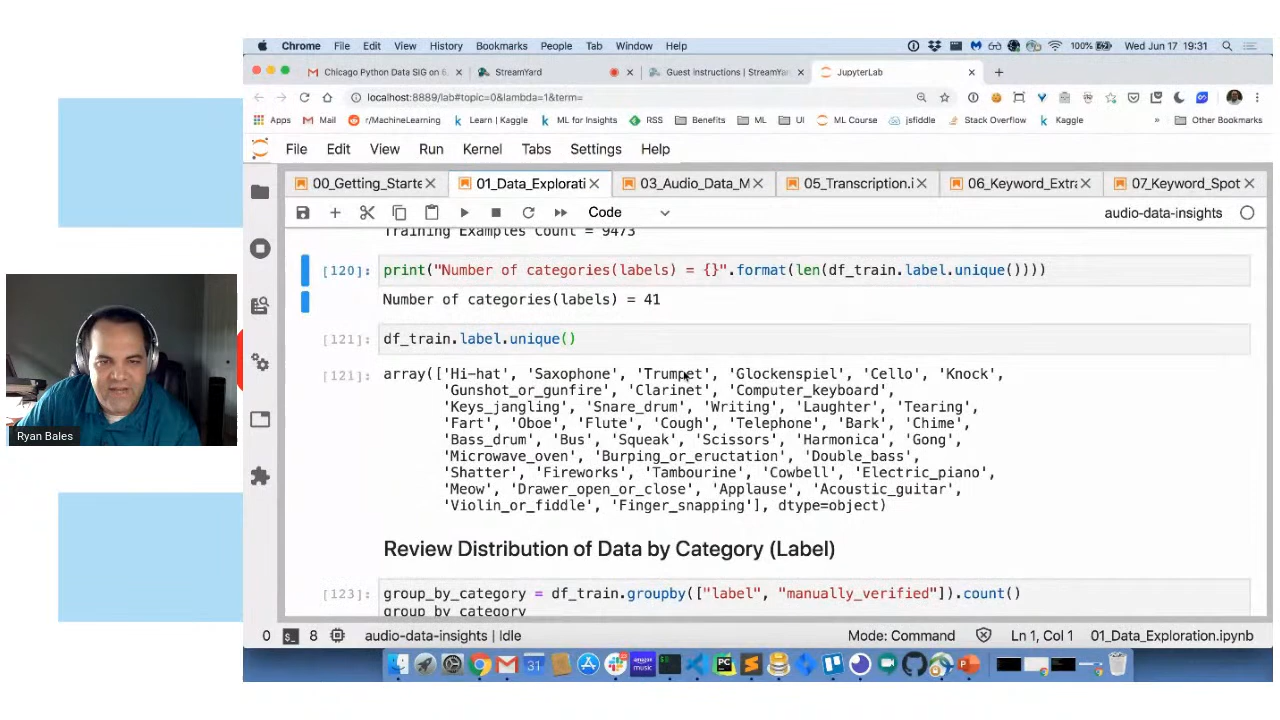 Chrome File Edit View History Bookmarks People Tab Window Help 100% Wed Jun 17 19:31
Chicago Python Data SIG on 6. StreamYard Guest Instructions | StreamYar JupyterLab
localhost:8889/lab#topic=0&lambda=1&term=
Apps Mail r/MachineLearning Learn | Kaggle ML for Insights RSS Benefits ML UI ML Course jsfiddle Stack Overflow Kaggle » Other Bookmarks
File Edit View Run Kernel Tabs Settings Help
00_Getting_Starte 01_Data_Explorati 03_Audio_Data_M 05_Transcription.i 06_Keyword_Extra 07_Keyword_Spot
Code audio-data-insights
Training Examples Count = 9473
[120]: print("Number of categories(labels) = {}".format(len(df_train.label.unique())))
Number of categories(labels) = 41
[121]: df_train.label.unique()
[121]: array(['Hi-hat', 'Saxophone', 'Trumpet', 'Glockenspiel', 'Cello', 'Knock',
'Gunshot_or_gunfire', 'Clarinet', 'Computer_keyboard',
'Keys_jangling', 'Snare_drum', 'Writing', 'Laughter', 'Tearing',
'Fart', 'Oboe', 'Flute', 'Cough', 'Telephone', 'Bark', 'Chime',
'Bass_drum', 'Bus', 'Squeak', 'Scissors', 'Harmonica', 'Gong',
'Microwave_oven', 'Burping_or_eructation', 'Double_bass',
'Shatter', 'Fireworks', 'Tambourine', 'Cowbell', 'Electric_piano',
'Meow', 'Drawer_open_or_close', 'Applause', 'Acoustic_guitar',
'Violin_or_fiddle', 'Finger_snapping'], dtype=object)
Review Distribution of Data by Category (Label)
[123]: group_by_category = df_train.groupby(["label", "manually_verified"]).count()
group_by_category
0 8 audio-data-insights | Idle Mode: Command Ln 1, Col 1 01_Data_Exploration.ipynb
Ryan Bales
amazon music
31
PC